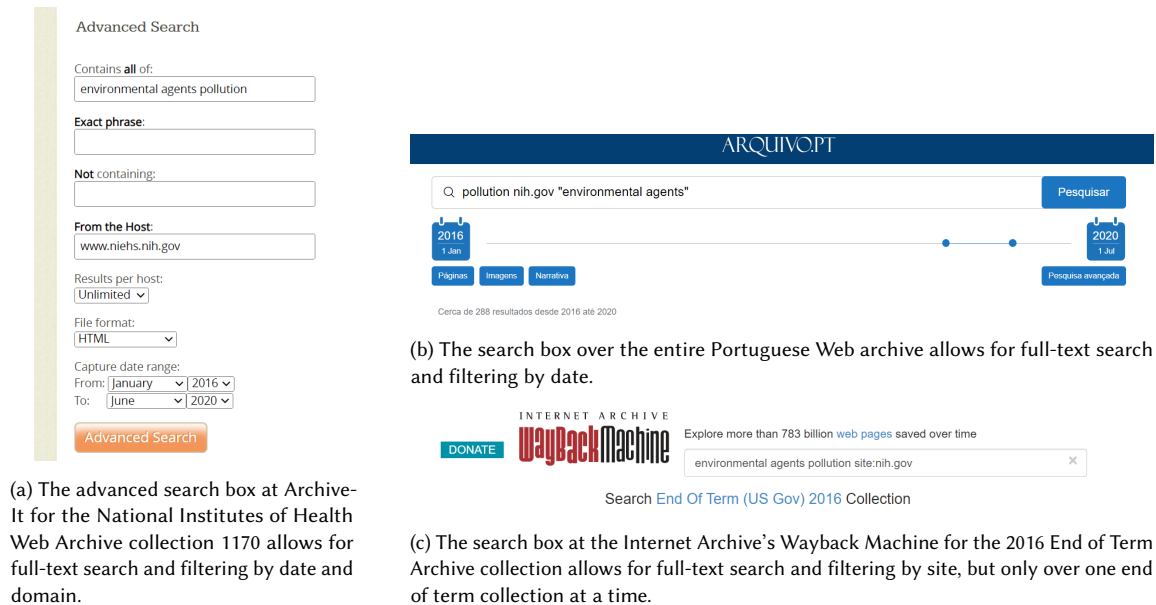 Advanced Search
Contains all of:
environmental agents pollution
Exact phrase:
Not containing:
From the Host:
www.niehs.nih.gov
Results per host:
Unlimited
File format:
HTML
Capture date range:
From: January 2016
To: June 2020
Advanced Search
(a) The advanced search box at Archive-
It for the National Institutes of Health
Web Archive collection 1170 allows for
full-text search and filtering by date and
domain.
ARQUIVO.PT
pollution nih.gov "environmental agents"
Pesquisar
2016
1 Jan
2020
1 Jul
Páginas Imagens Narrativa
Pesquisa avançada
Cerca de 288 resultados desde 2016 até 2020
(b) The search box over the entire Portuguese Web archive allows for full-text search
and filtering by date.
DONATE
INTERNET ARCHIVE
WayBackMachine
Explore more than 783 billion web pages saved over time
environmental agents pollution site:nih.gov
Search End Of Term (US Gov) 2016 Collection
(c) The search box at the Internet Archive's Wayback Machine for the 2016 End of Term
Archive collection allows for full-text search and filtering by site, but only over one end
of term collection at a time.